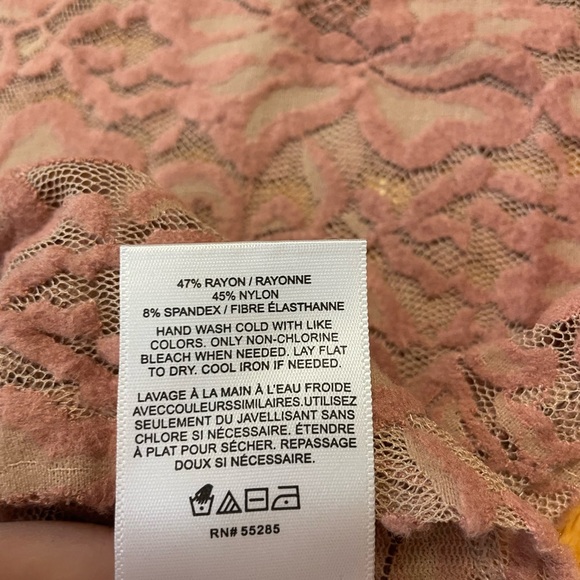 47% RAYON / RAYONNE
45% NYLON
8% SPANDEX / FIBRE ÉLASTHANNE
HAND WASH COLD WITH LIKE
COLORS. ONLY NON-CHLORINE
BLEACH WHEN NEEDED. LAY FLAT
TO DRY. COOL IRON IF NEEDED.
LAVAGE À LA MAIN À L'EAU FROIDE
AVECCOULEURSSIMILAIRES.UTILISEZ
SEULEMENT DU JAVELLISANT SANS
CHLORE SI NÉCESSAIRE. ÉTENDRE
À PLAT POUR SÉCHER. REPASSAGE
DOUX SI NÉCESSAIRE.
RN# 55285